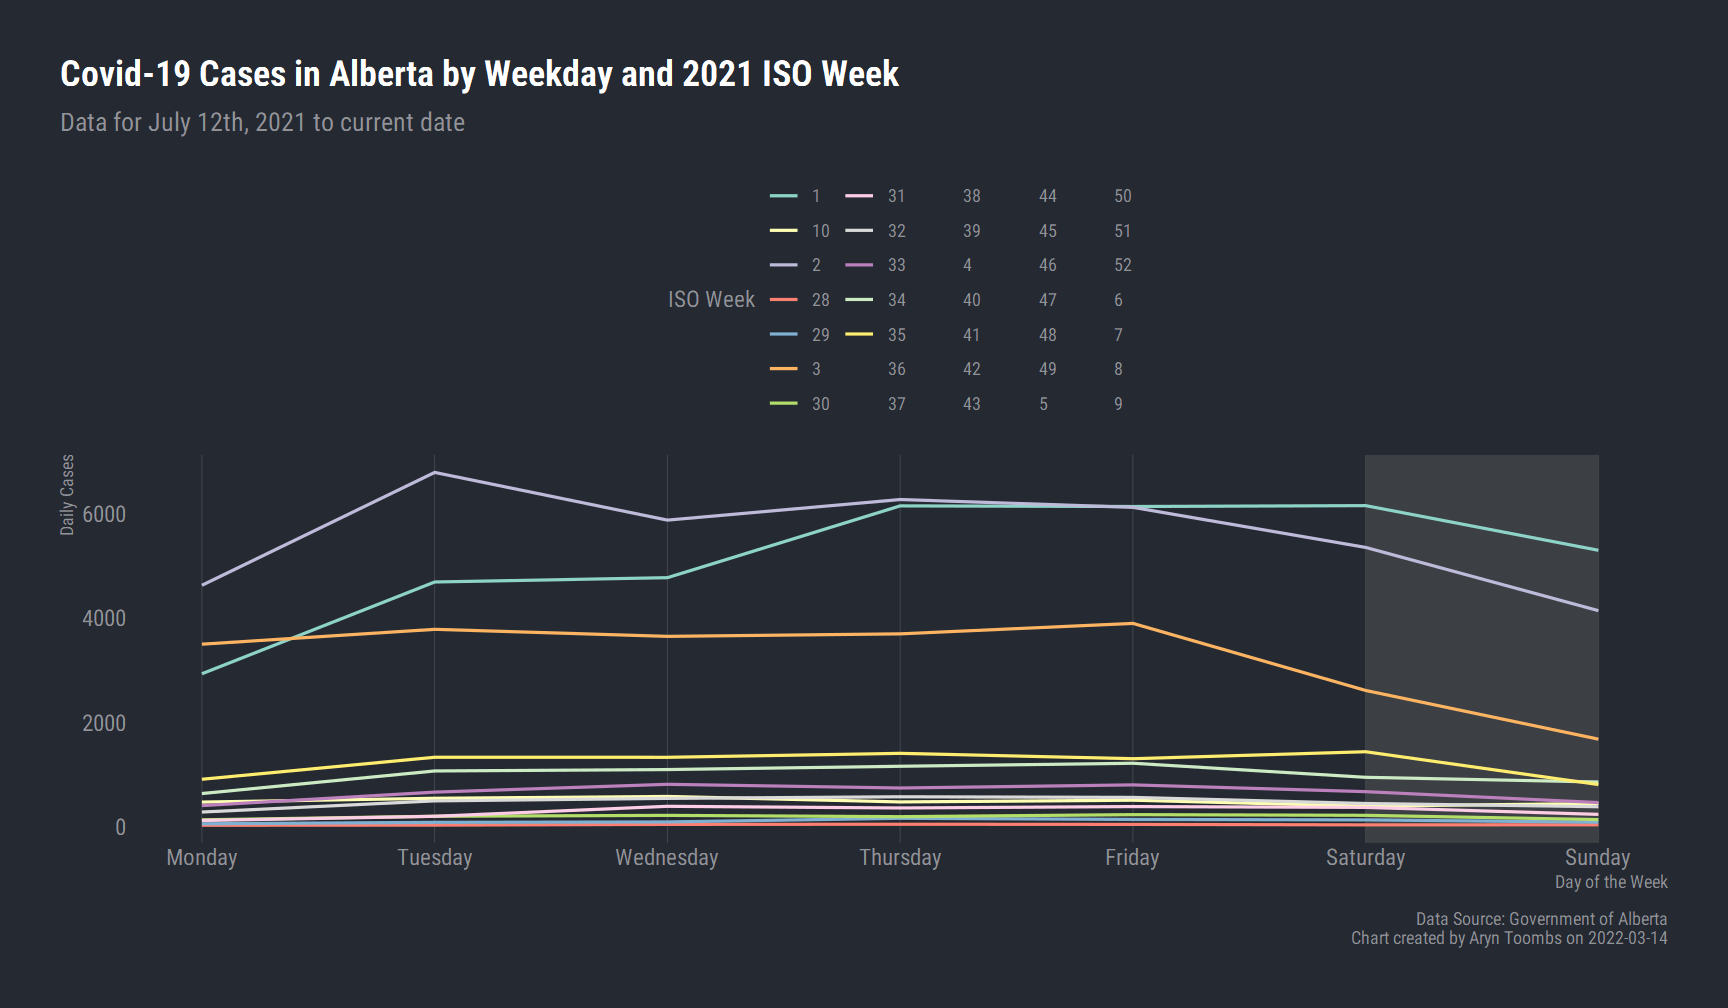 Covid-19 Cases in Alberta by Weekday and 2021 ISO Week
Data for July 12th, 2021 to current date
ISO Week
1 31 38 44 50
10 32 39 45 51
2 33 4 46 52
28 34 40 47 6
29 35 41 48 7
3 36 42 49 8
30 37 43 5 9
Daily Cases
6000
4000
2000
0
Monday Tuesday Wednesday Thursday Friday Saturday Sunday
Day of the Week
Data Source: Government of Alberta
Chart created by Aryn Toombs on 2022-03-14